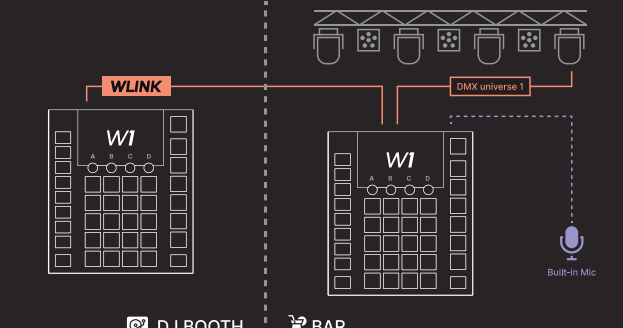 WLINK
DMX universe 1
W1
A B C D
W1
A B C D
Built-in Mic
DJ BOOTH
BAR